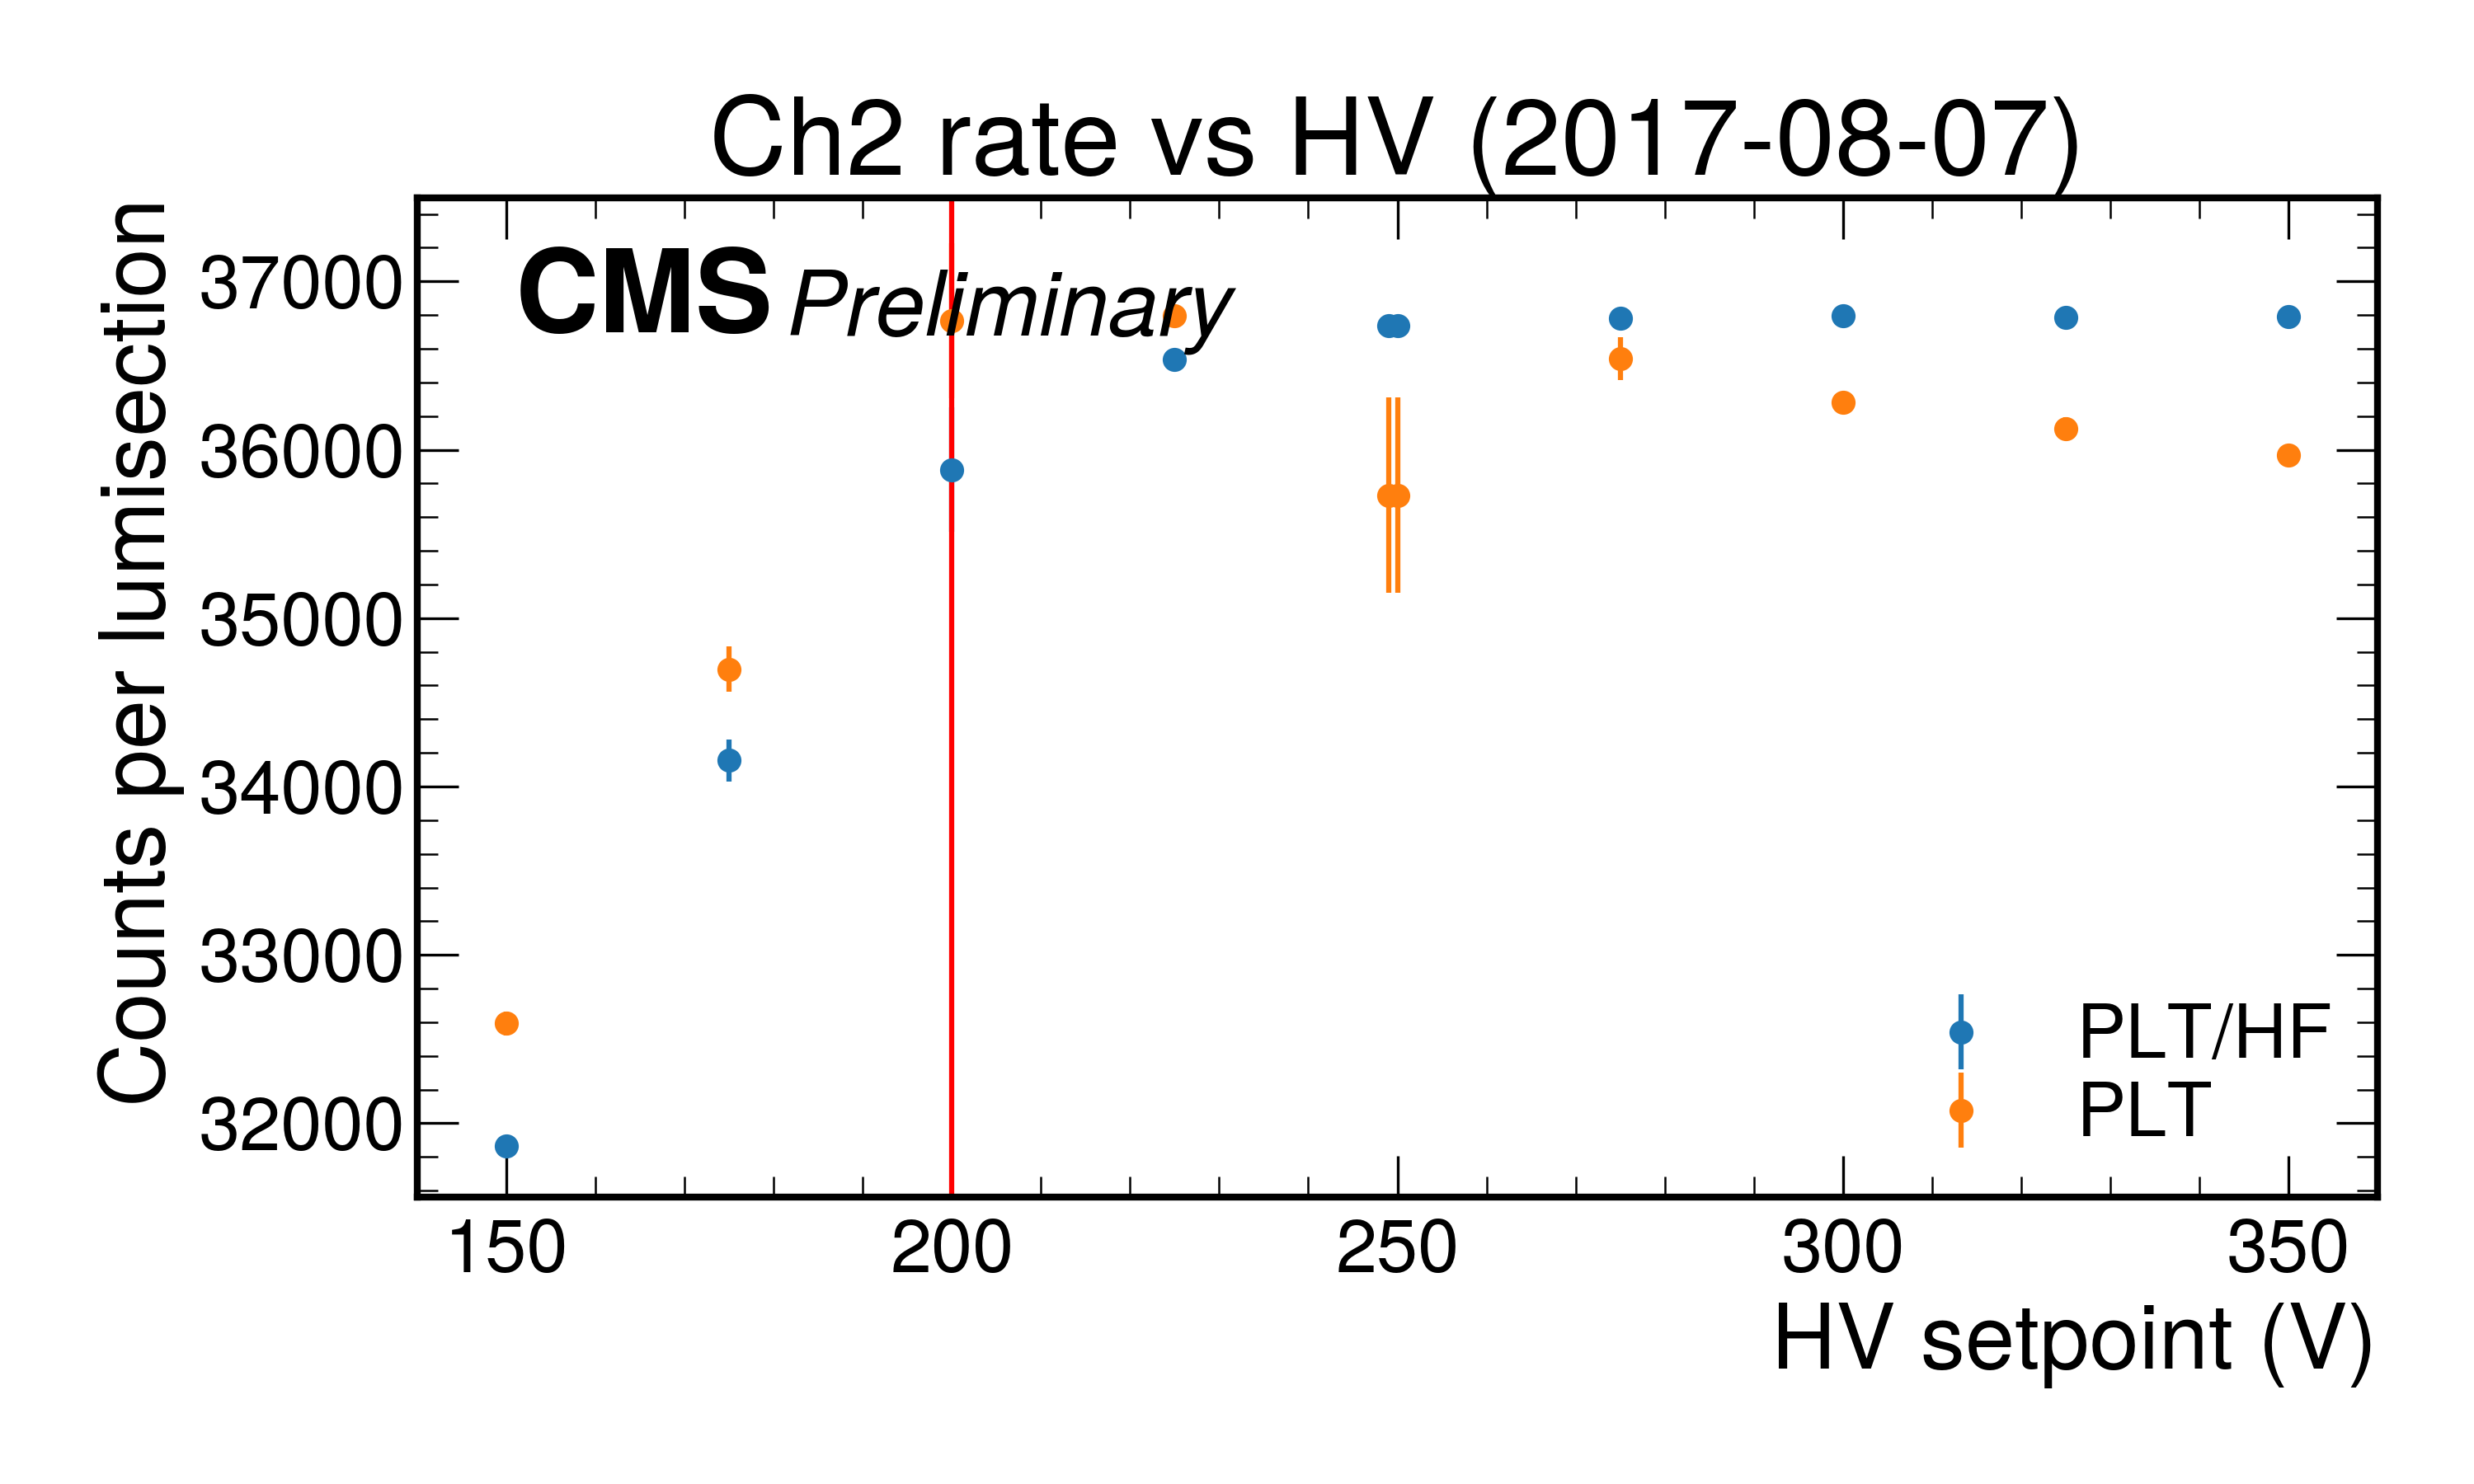 Ch2 rate vs HV (2017-08-07)
CMS Preliminary
Counts per lumisection
37000
36000
35000
34000
33000
32000
PLT/HF
PLT
150 200 250 300 350
HV setpoint (V)